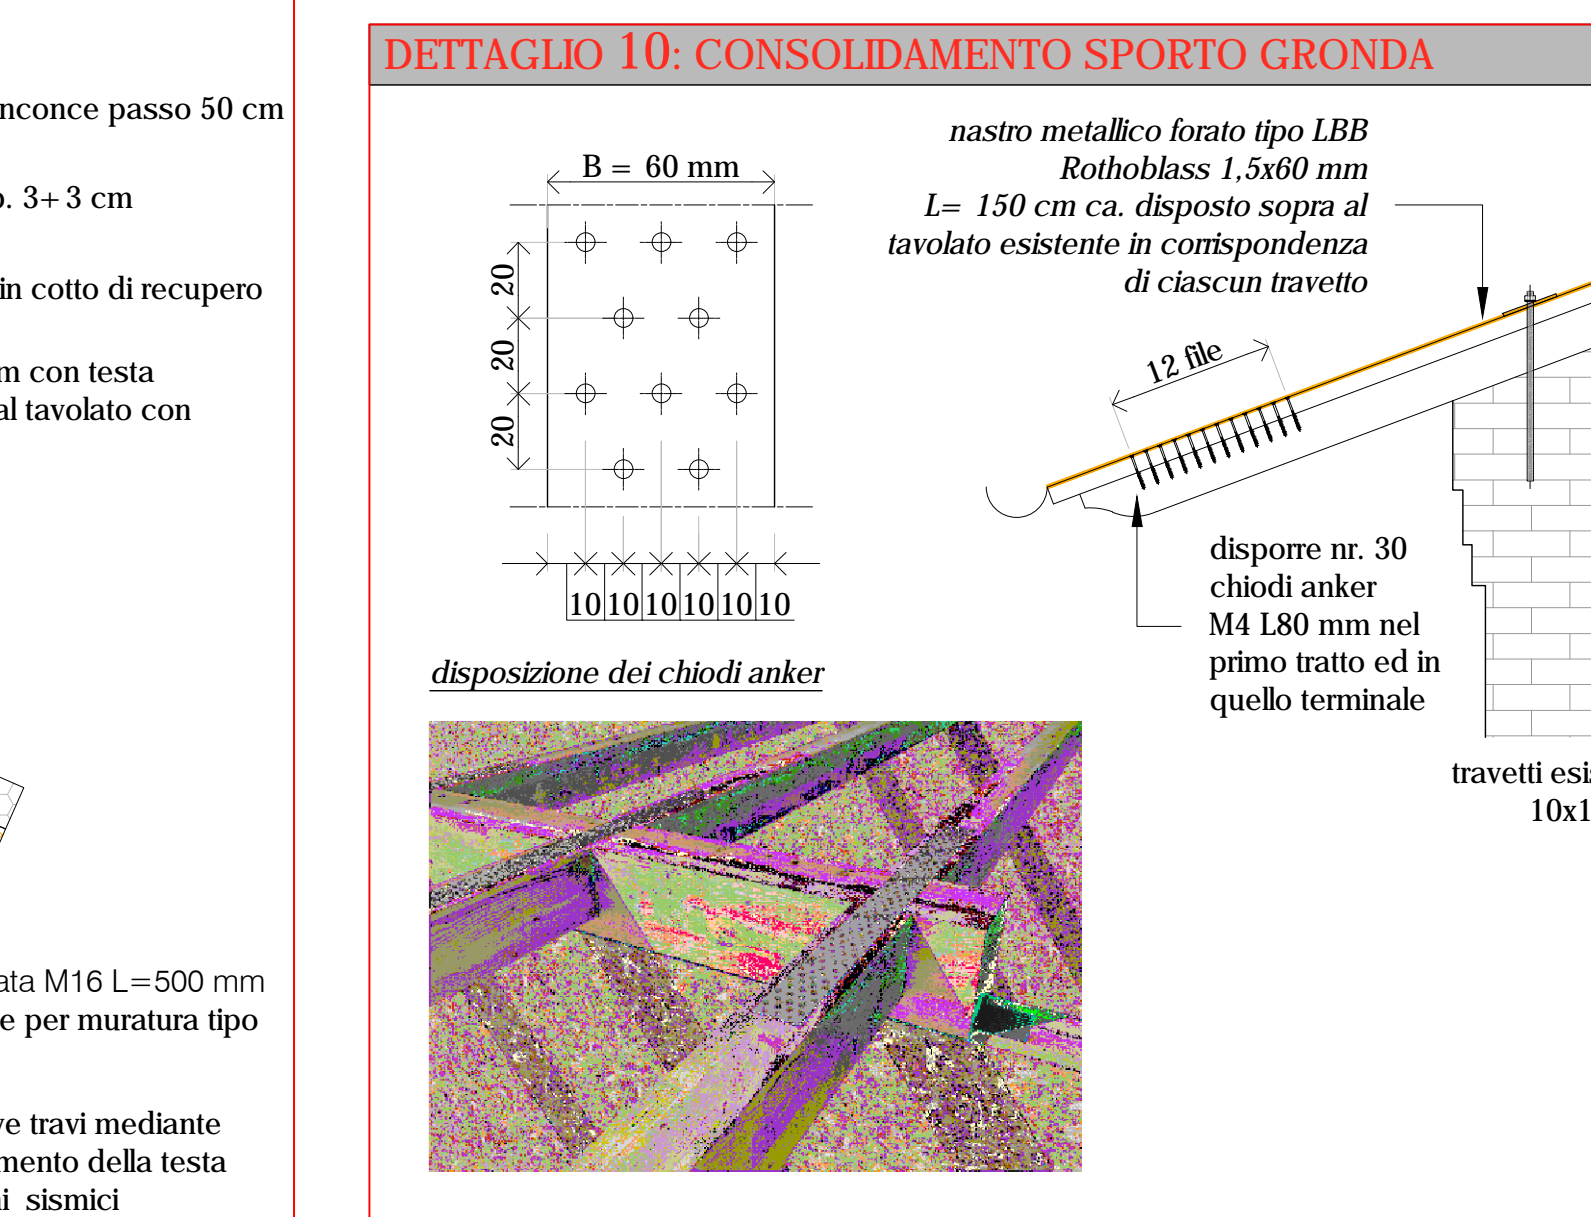 nconce passo 50 cm
. 3+3 cm
in cotto di recupero
m con testa
al tavolato con
ata M16 L=500 mm
e per muratura tipo
ve travi mediante
mento della testa
ni sismici
DETTAGLIO 10: CONSOLIDAMENTO SPORTO GRONDA
B = 60 mm
20
20
20
10 10 10 10 10 10
disposizione dei chiodi anker
nastro metallico forato tipo LBB
Rothoblass 1,5x60 mm
L= 150 cm ca. disposto sopra al
tavolato esistente in corrispondenza
di ciascun travetto
12 file
disporre nr. 30
chiodi anker
M4 L80 mm nel
primo tratto ed in
quello terminale
travetti esi
10x1